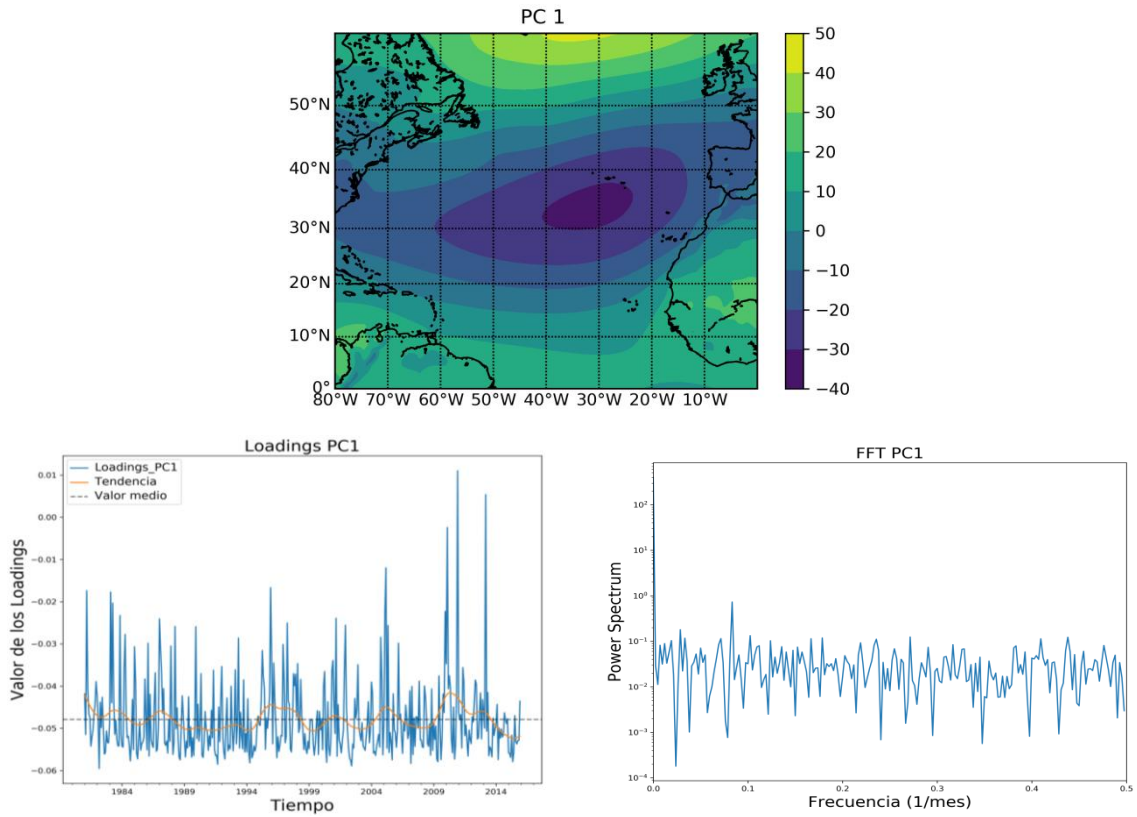 PC 1
50°N
40°N
30°N
20°N
10°N
0°
80°W 70°W 60°W 50°W 40°W 30°W 20°W 10°W
50
40
30
20
10
0
−10
−20
−30
−40
Loadings PC1
Loadings_PC1
Tendencia
Valor medio
Valor de los Loadings
0.01
0.00
−0.01
−0.02
−0.03
−0.04
−0.05
−0.06
1984 1989 1994 1999 2004 2009 2014
Tiempo
FFT PC1
Power Spectrum
10²
10¹
10⁰
10⁻¹
10⁻²
10⁻³
10⁻⁴
0.0 0.1 0.2 0.3 0.4 0.5
Frecuencia (1/mes)